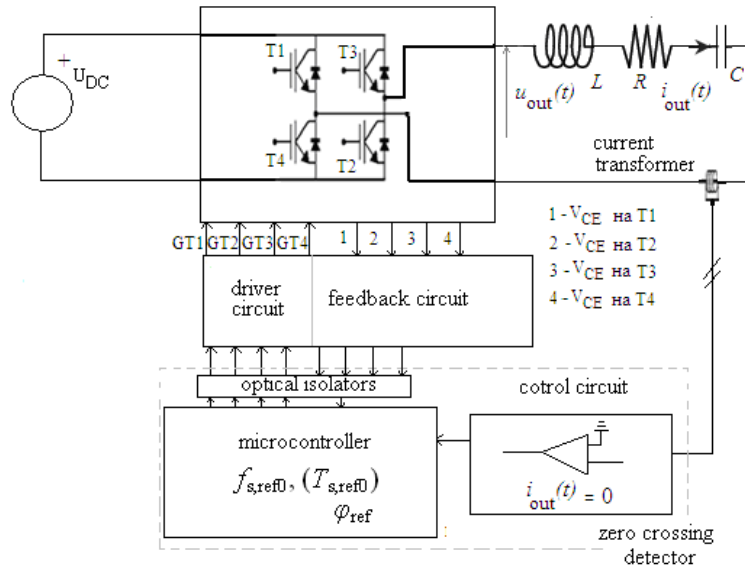 +
U_DC
T1
T3
T4
T2
u_out(t)
L
R
i_out(t)
C
current
transformer
GT1
GT2
GT3
GT4
1
2
3
4
1 - V_CE на T1
2 - V_CE на T2
3 - V_CE на T3
4 - V_CE на T4
driver
circuit
feedback circuit
optical isolators
cotrol circuit
microcontroller
f_s,ref0, (T_s,ref0)
φ_ref
i_out(t) = 0
zero crossing
detector